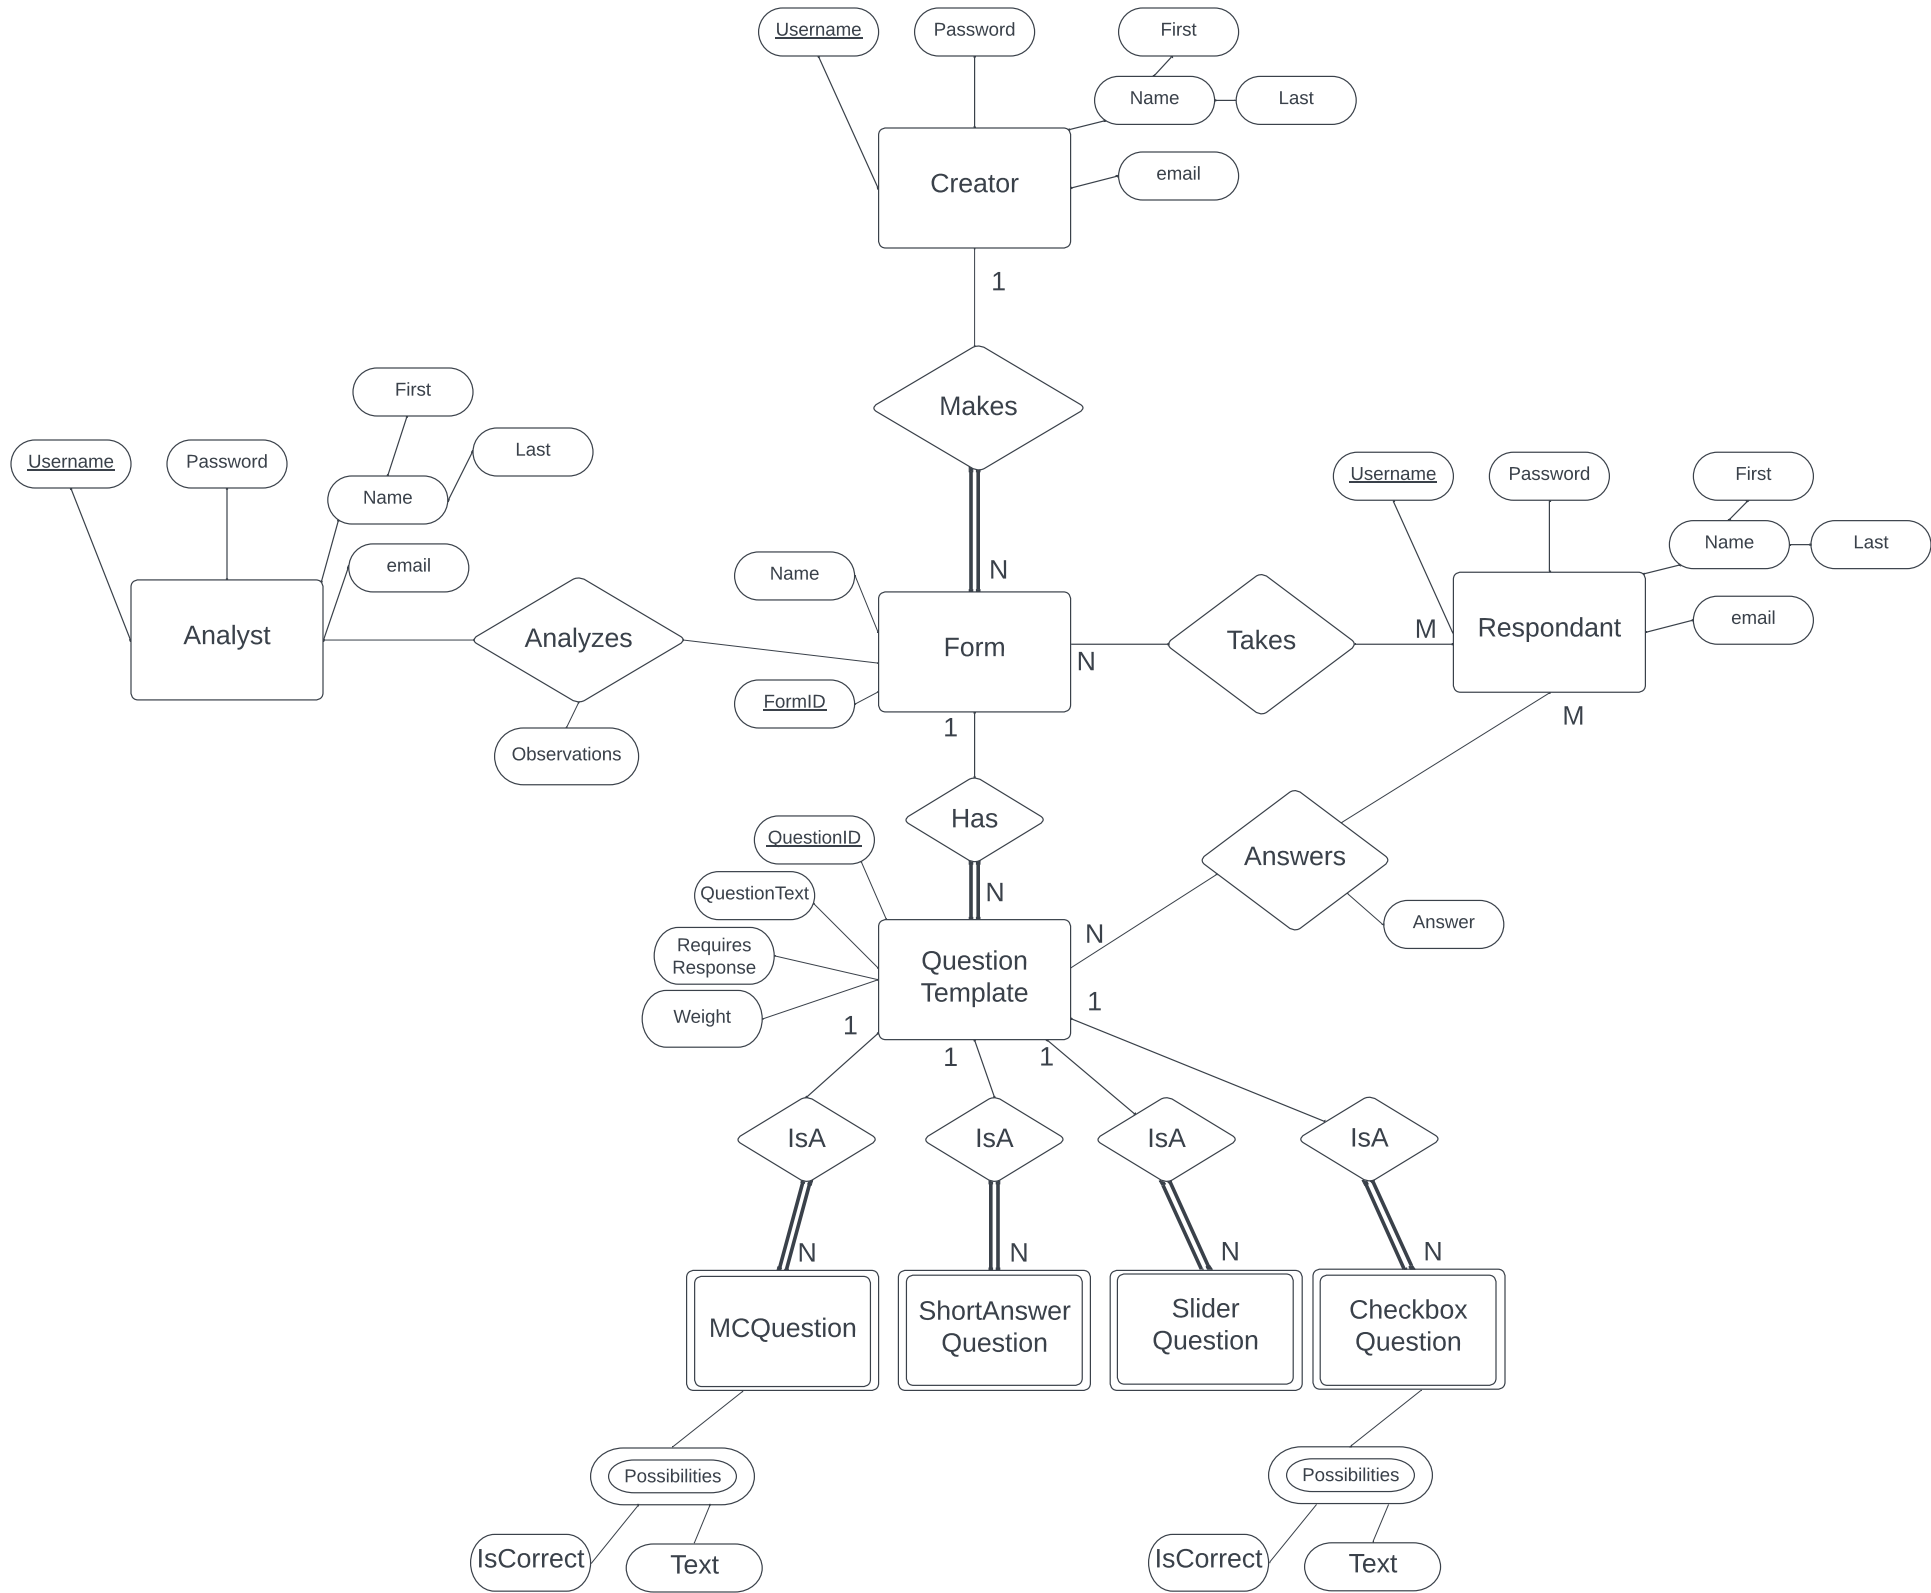 Username
Password
First
Name
Last
email
Creator
1
Makes
N
First
Last
Username
Password
Name
email
Analyst
Analyzes
Observations
Name
Form
FormID
N
Takes
M
Username
Password
First
Name
Last
email
Respondant
M
1
Has
N
Answers
Answer
N
QuestionID
QuestionText
Requires
Response
Weight
Question
Template
1
1
1
1
IsA
IsA
IsA
IsA
N
N
N
N
MCQuestion
ShortAnswer
Question
Slider
Question
Checkbox
Question
Possibilities
IsCorrect
Text
Possibilities
IsCorrect
Text